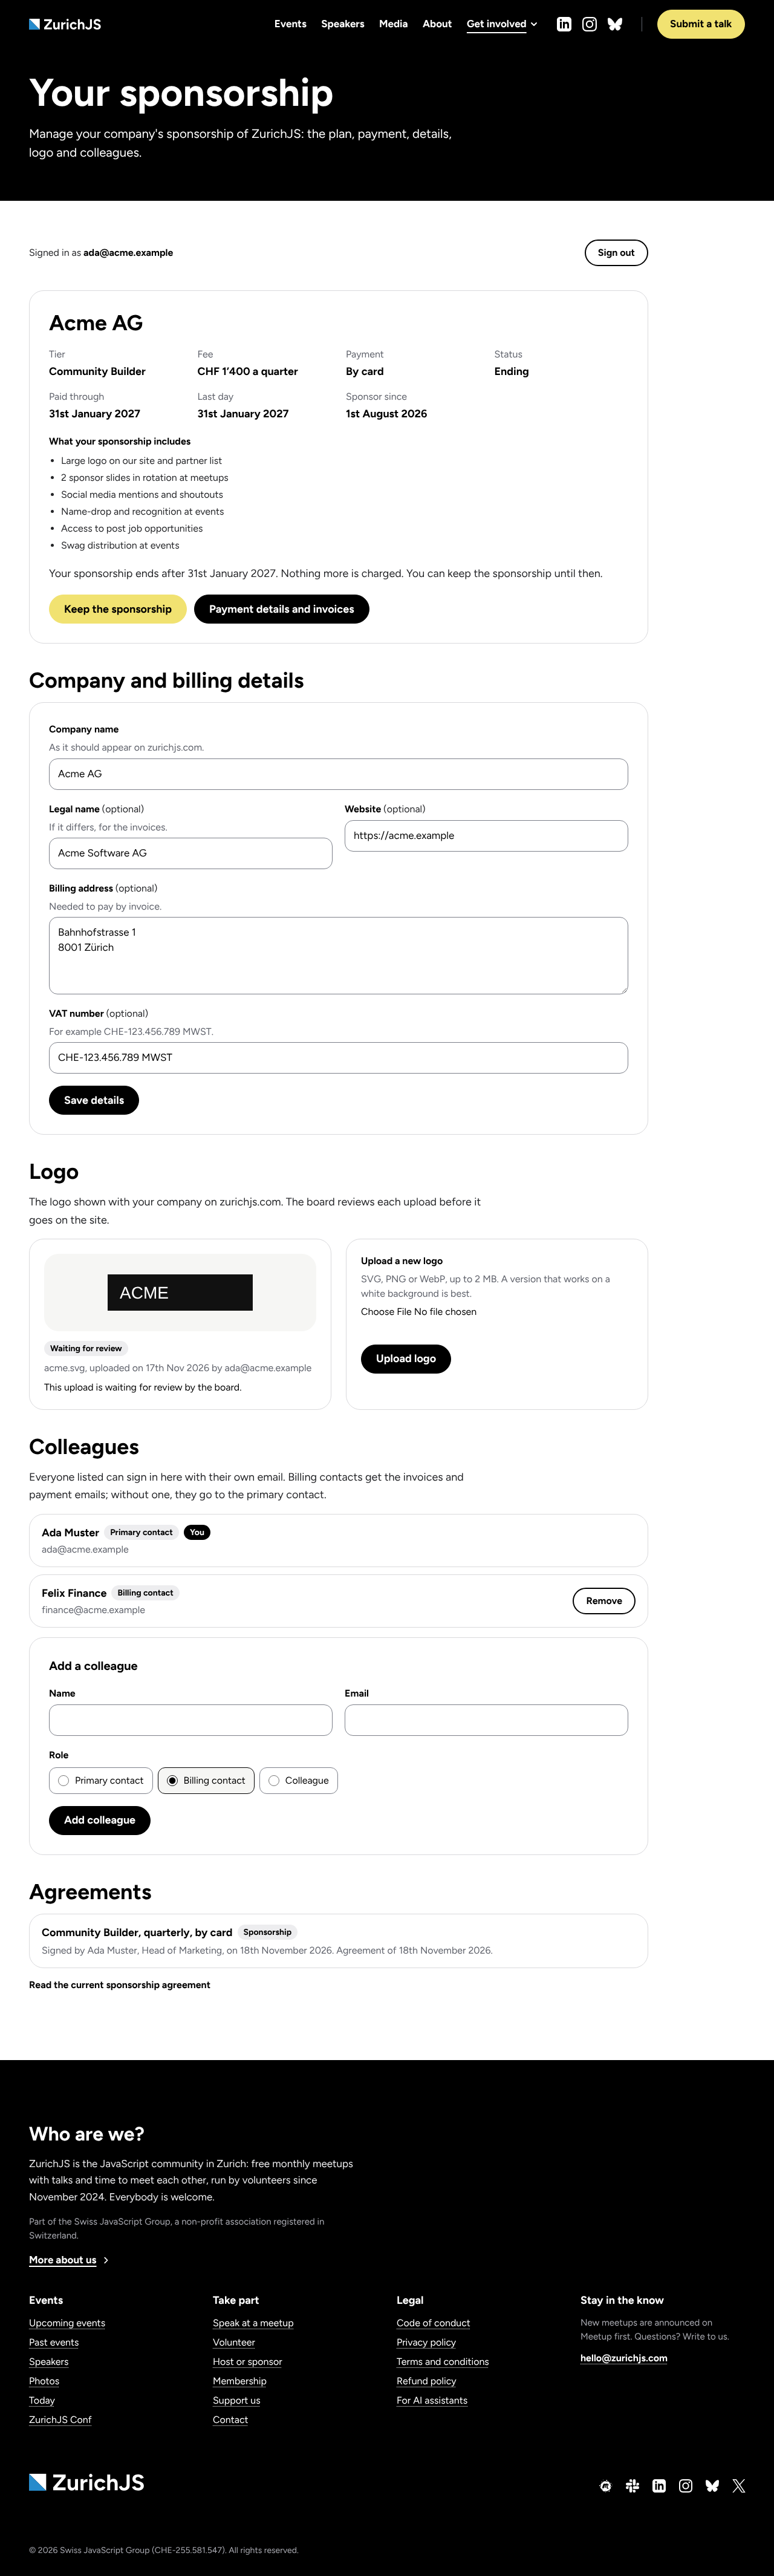 ZurichJS
Events
Speakers
Media
About
Get involved
Submit a talk
Your sponsorship
Manage your company's sponsorship of ZurichJS: the plan, payment, details,
logo and colleagues.
Signed in as ada@acme.example
Sign out
Acme AG
Tier
Community Builder
Fee
CHF 1'400 a quarter
Payment
By card
Status
Ending
Paid through
31st January 2027
Last day
31st January 2027
Sponsor since
1st August 2026
What your sponsorship includes
• Large logo on our site and partner list
• 2 sponsor slides in rotation at meetups
• Social media mentions and shoutouts
• Name-drop and recognition at events
• Access to post job opportunities
• Swag distribution at events
Your sponsorship ends after 31st January 2027. Nothing more is charged. You can keep the sponsorship until then.
Keep the sponsorship
Payment details and invoices
Company and billing details
Company name
As it should appear on zurichjs.com.
Acme AG
Legal name (optional)
If it differs, for the invoices.
Acme Software AG
Website (optional)
https://acme.example
Billing address (optional)
Needed to pay by invoice.
Bahnhofstrasse 1
8001 Zürich
VAT number (optional)
For example CHE-123.456.789 MWST.
CHE-123.456.789 MWST
Save details
Logo
The logo shown with your company on zurichjs.com. The board reviews each upload before it
goes on the site.
ACME
Waiting for review
acme.svg, uploaded on 17th Nov 2026 by ada@acme.example
This upload is waiting for review by the board.
Upload a new logo
SVG, PNG or WebP, up to 2 MB. A version that works on a
white background is best.
Choose File No file chosen
Upload logo
Colleagues
Everyone listed can sign in here with their own email. Billing contacts get the invoices and
payment emails; without one, they go to the primary contact.
Ada Muster
Primary contact
You
ada@acme.example
Felix Finance
Billing contact
finance@acme.example
Remove
Add a colleague
Name
Email
Role
Primary contact
Billing contact
Colleague
Add colleague
Agreements
Community Builder, quarterly, by card
Sponsorship
Signed by Ada Muster, Head of Marketing, on 18th November 2026. Agreement of 18th November 2026.
Read the current sponsorship agreement
Who are we?
ZurichJS is the JavaScript community in Zurich: free monthly meetups
with talks and time to meet each other, run by volunteers since
November 2024. Everybody is welcome.
Part of the Swiss JavaScript Group, a non-profit association registered in
Switzerland.
More about us
Events
Upcoming events
Past events
Speakers
Photos
Today
ZurichJS Conf
Take part
Speak at a meetup
Volunteer
Host or sponsor
Membership
Support us
Contact
Legal
Code of conduct
Privacy policy
Terms and conditions
Refund policy
For AI assistants
Stay in the know
New meetups are announced on
Meetup first. Questions? Write to us.
hello@zurichjs.com
ZurichJS
© 2026 Swiss JavaScript Group (CHE-255.581.547). All rights reserved.